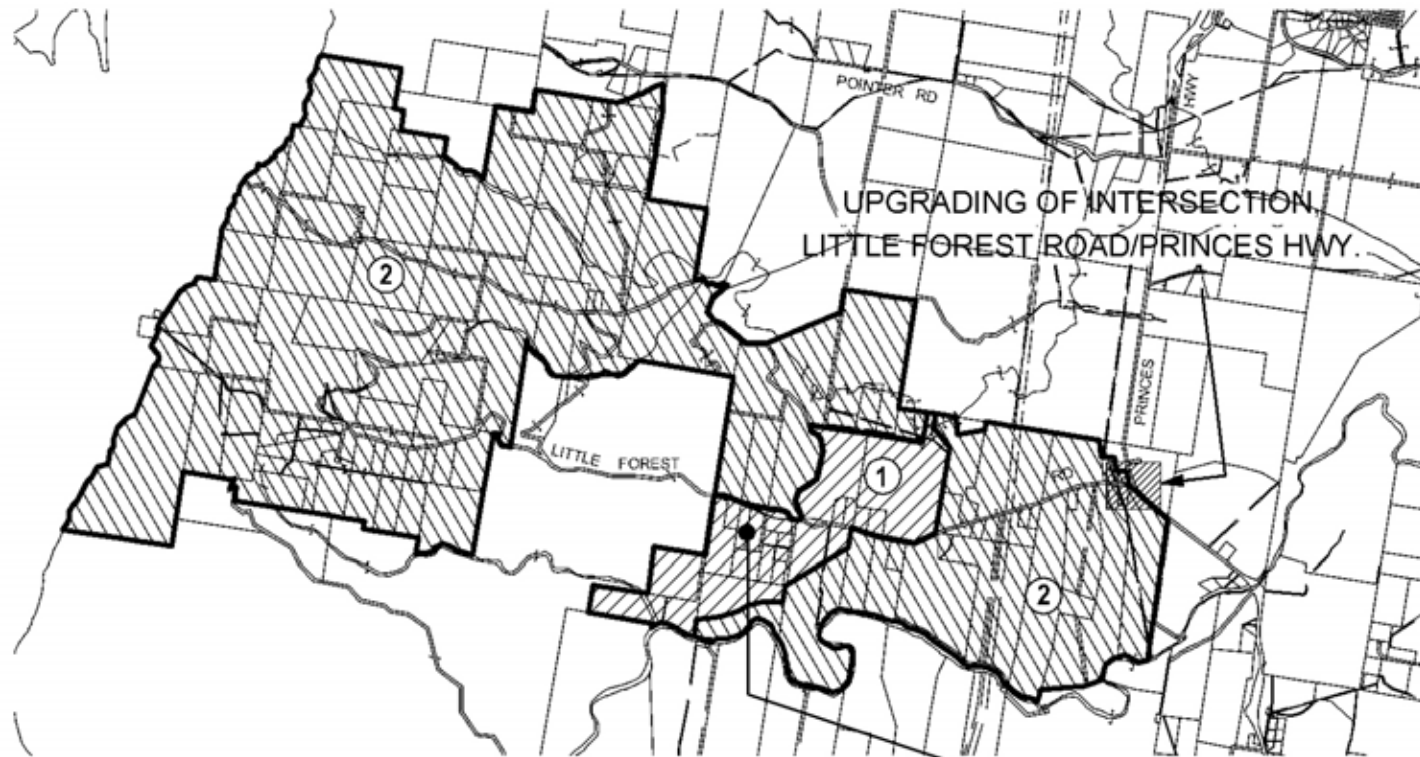 POINTER RD
HWY
UPGRADING OF INTERSECTION
LITTLE FOREST ROAD/PRINCES HWY.
2
PRINCES
LITTLE FOREST
1
RD
2